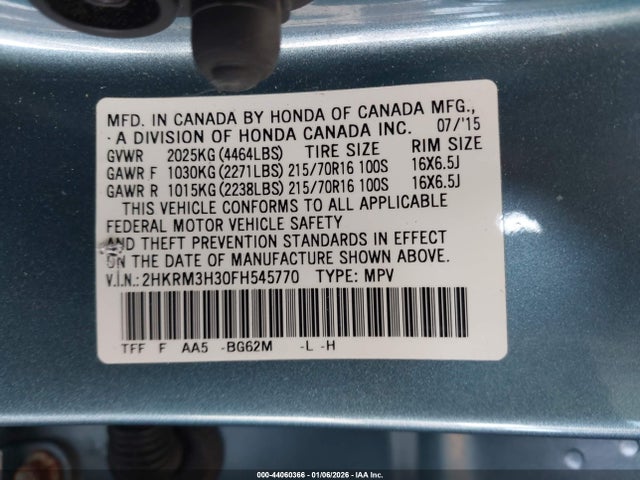 MFD. IN CANADA BY HONDA OF CANADA MFG.,
A DIVISION OF HONDA CANADA INC. 07/'15
GVWR 2025KG (4464LBS) TIRE SIZE RIM SIZE
GAWR F 1030KG (2271LBS) 215/70R16 100S 16X6.5J
GAWR R 1015KG (2238LBS) 215/70R16 100S 16X6.5J
THIS VEHICLE CONFORMS TO ALL APPLICABLE
FEDERAL MOTOR VEHICLE SAFETY
AND THEFT PREVENTION STANDARDS IN EFFECT
ON THE DATE OF MANUFACTURE SHOWN ABOVE.
V.I.N.:2HKRM3H30FH545770 TYPE: MPV
TFF F AA5 -BG62M -L -H
000-44060366 - 01/06/2026 - IAA Inc.